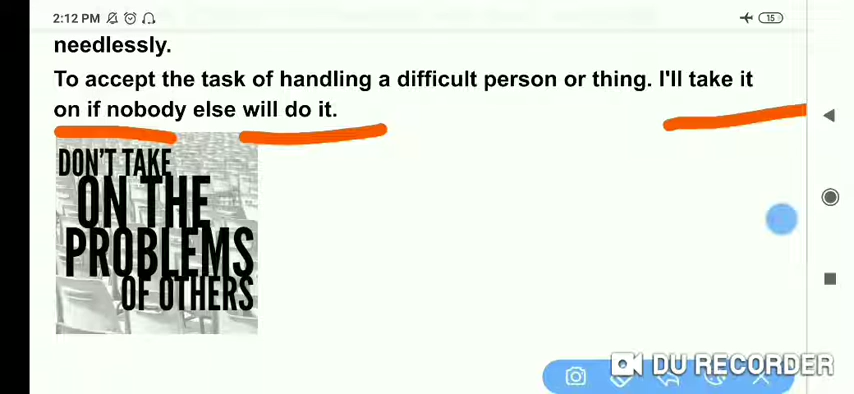 2:12 PM
15
needlessly.
To accept the task of handling a difficult person or thing. I'll take it
on if nobody else will do it.
DON'T TAKE
ON THE
PROBLEMS
OF OTHERS
DU RECORDER